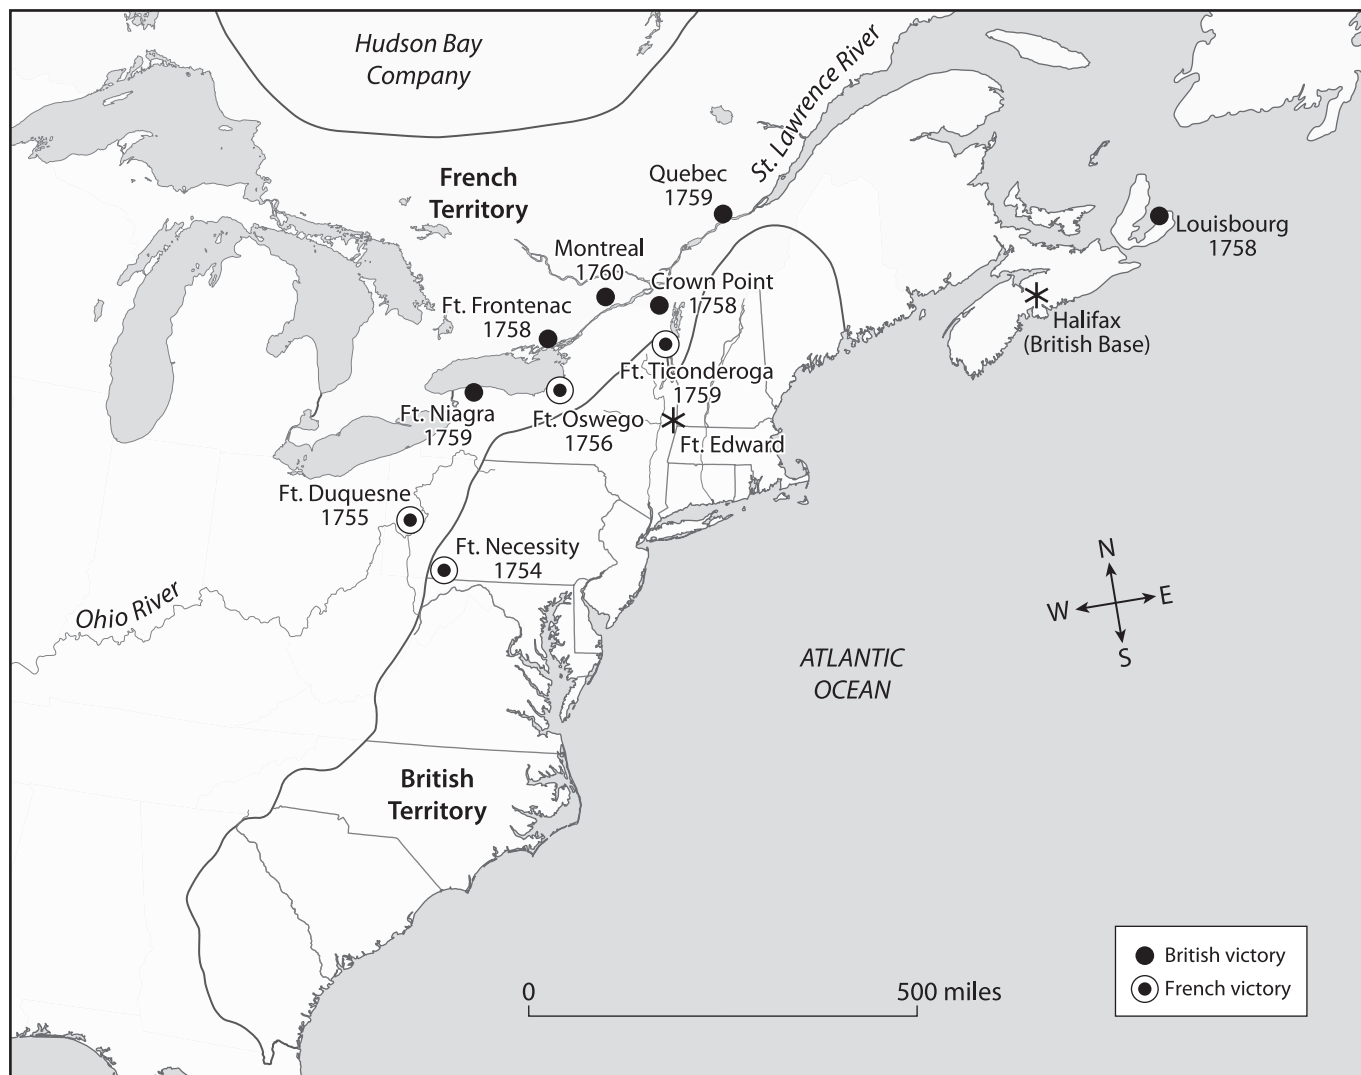 Hudson Bay
Company
St. Lawrence River
French
Territory
Quebec
1759
Louisbourg
1758
Montreal
1760
Crown Point
1758
Ft. Frontenac
1758
Halifax
(British Base)
Ft. Ticonderoga
1759
Ft. Niagra
1759
Ft. Oswego
1756
Ft. Edward
Ft. Duquesne
1755
Ft. Necessity
1754
Ohio River
N
W
E
S
ATLANTIC
OCEAN
British
Territory
British victory
French victory
0
500 miles